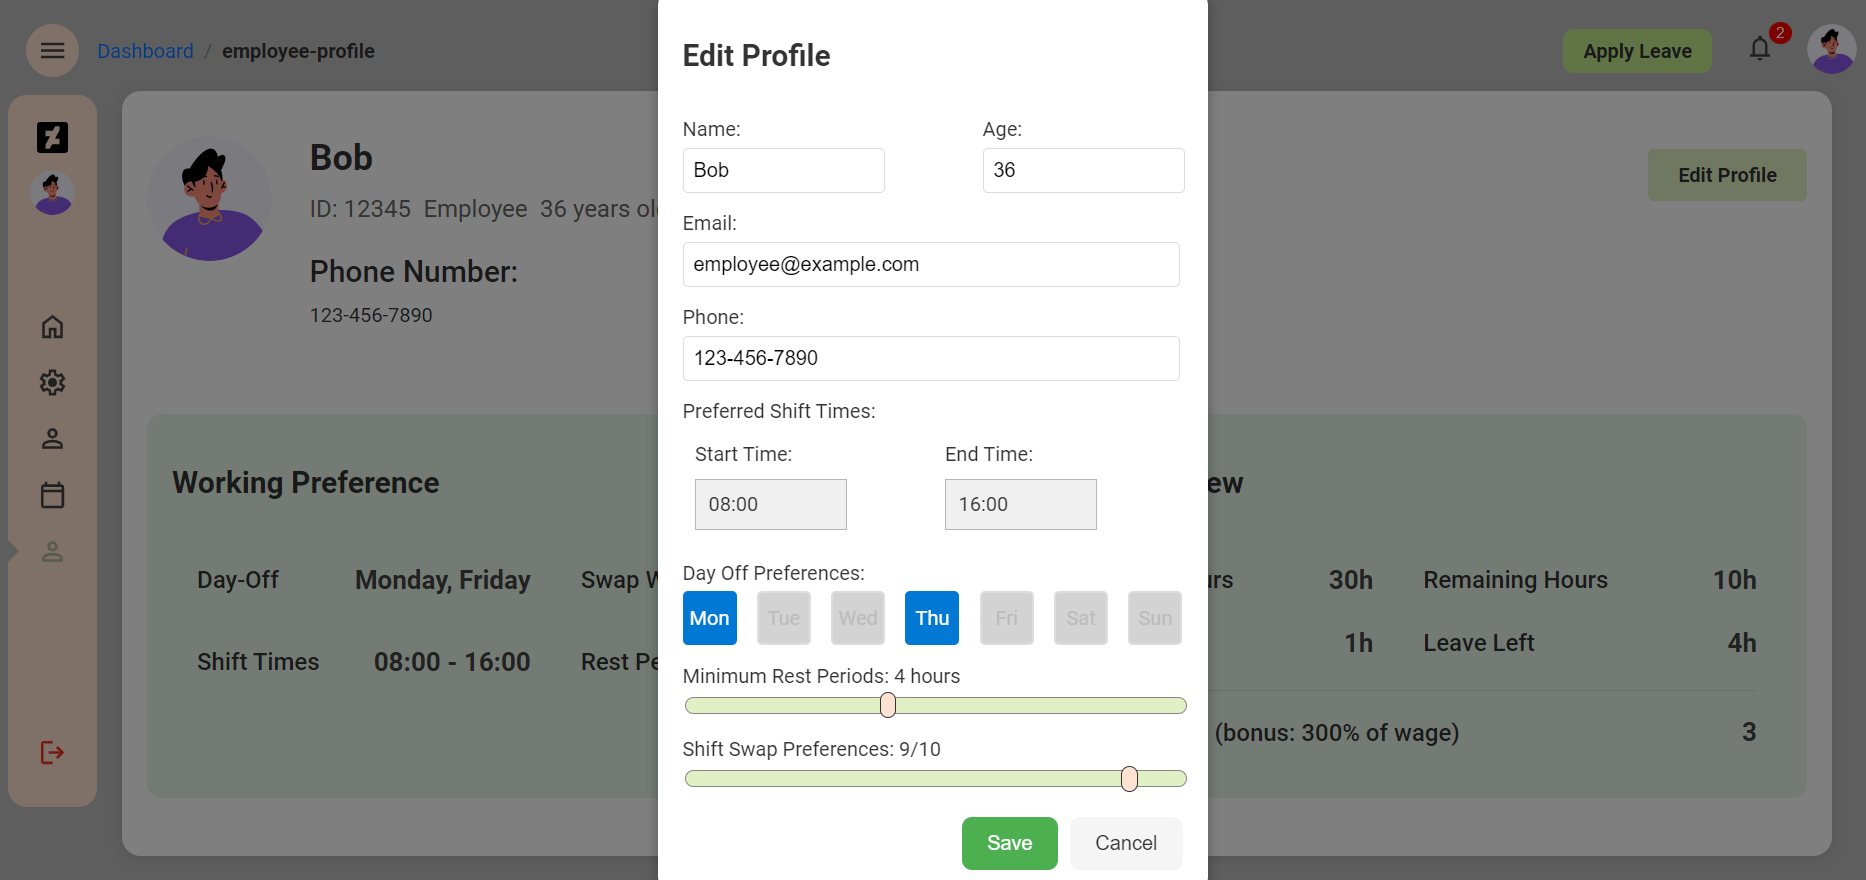 Dashboard / employee-profile
Apply Leave
2
Bob
ID: 12345 Employee 36 years
Phone Number:
123-456-7890
Edit Profile
Working Preference
Day-Off Monday, Friday Swap
Shift Times 08:00 - 16:00 Rest
30h Remaining Hours 10h
1h Leave Left 4h
(bonus: 300% of wage) 3
Edit Profile
Name: Age:
Bob 36
Email:
employee@example.com
Phone:
123-456-7890
Preferred Shift Times:
Start Time: End Time:
08:00 16:00
Day Off Preferences:
Mon Tue Wed Thu Fri Sat Sun
Minimum Rest Periods: 4 hours
Shift Swap Preferences: 9/10
Save Cancel